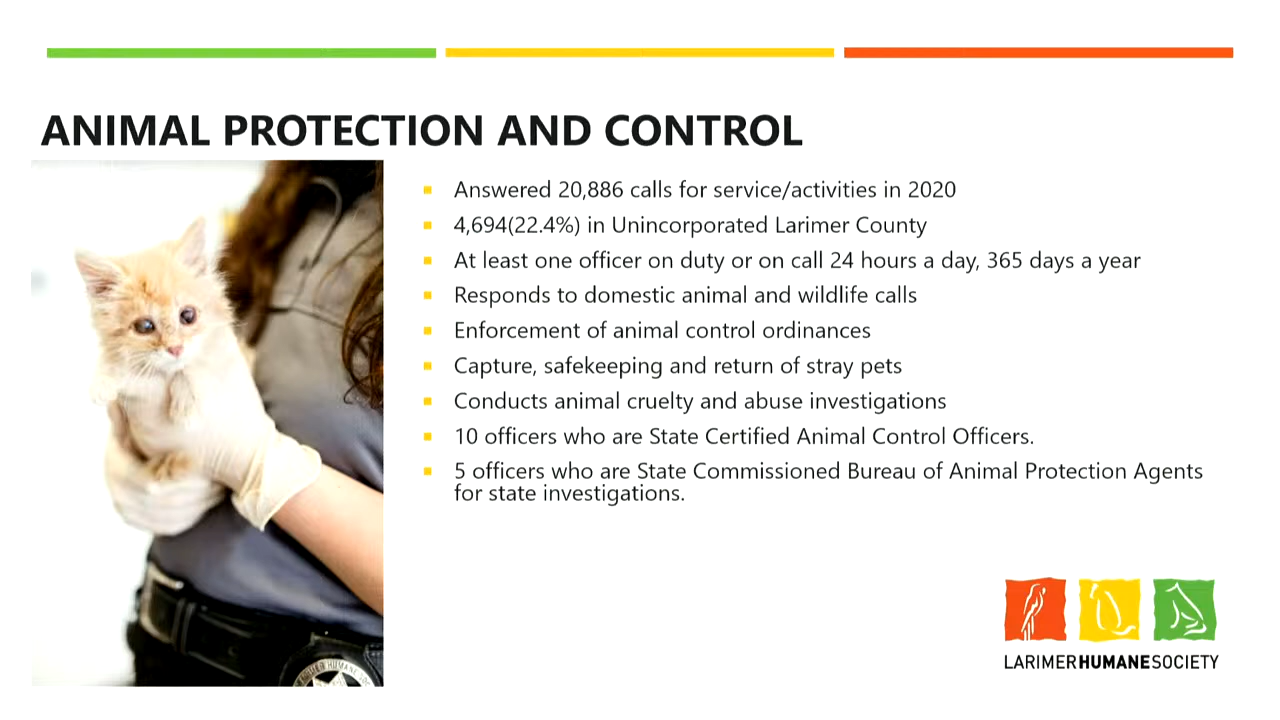 ANIMAL PROTECTION AND CONTROL
Answered 20,886 calls for service/activities in 2020
4,694(22.4%) in Unincorporated Larimer County
At least one officer on duty or on call 24 hours a day, 365 days a year
Responds to domestic animal and wildlife calls
Enforcement of animal control ordinances
Capture, safekeeping and return of stray pets
Conducts animal cruelty and abuse investigations
10 officers who are State Certified Animal Control Officers.
5 officers who are State Commissioned Bureau of Animal Protection Agents
for state investigations.
LARIMERHUMANESOCIETY